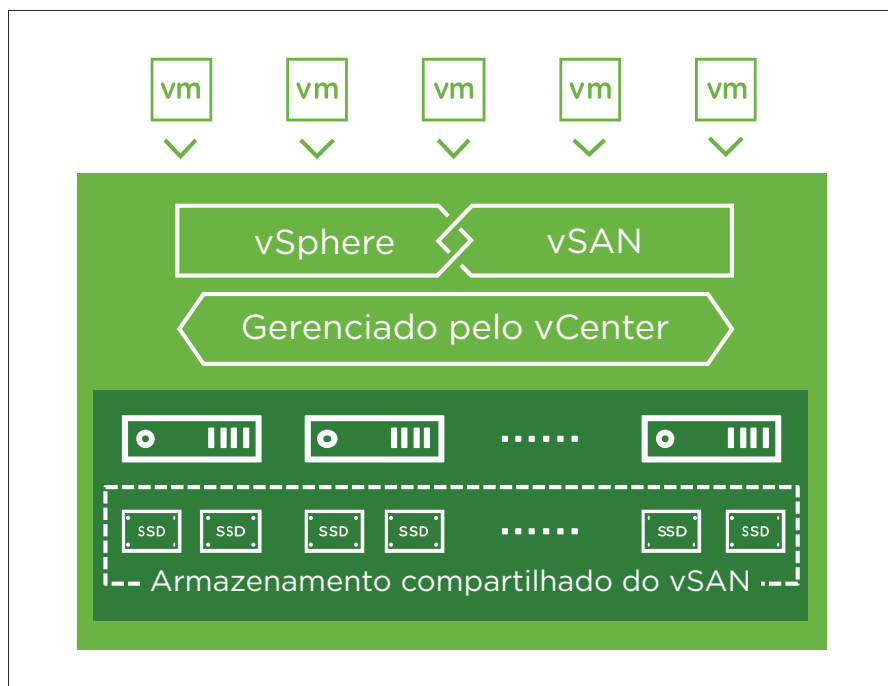 vm vm vm vm vm
vSphere vSAN
Gerenciado pelo vCenter
SSD SSD SSD SSD SSD SSD
Armazenamento compartilhado do vSAN